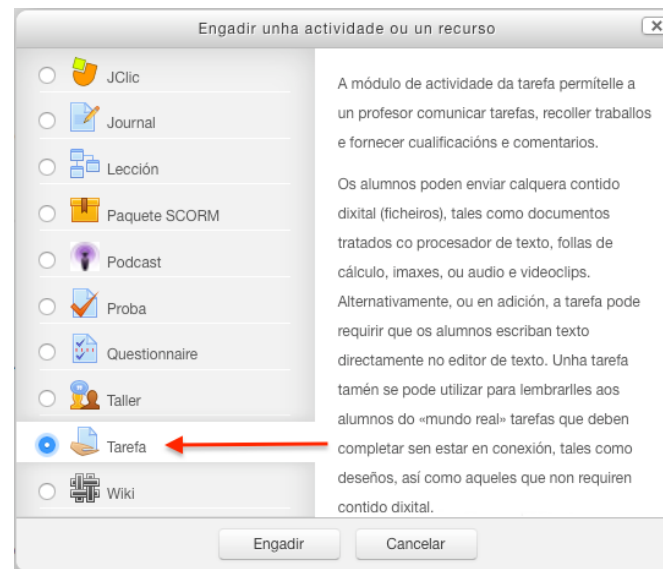 Engadir unha actividade ou un recurso
JClic
Journal
Lección
Paquete SCORM
Podcast
Proba
Questionnaire
Taller
Tarefa
Wiki
A módulo de actividade da tarefa permítelle a
un profesor comunicar tarefas, recoller traballos
e fornecer cualificacións e comentarios.
Os alumnos poden enviar calquera contido
dixital (ficheiros), tales como documentos
tratados co procesador de texto, follas de
cálculo, imaxes, ou audio e videoclips.
Alternativamente, ou en adición, a tarefa pode
requirir que os alumnos escriban texto
directamente no editor de texto. Unha tarefa
tamén se pode utilizar para lembrarlles aos
alumnos do «mundo real» tarefas que deben
completar sen estar en conexión, tales como
deseños, así como aqueles que non requiren
contido dixital.
Engadir
Cancelar